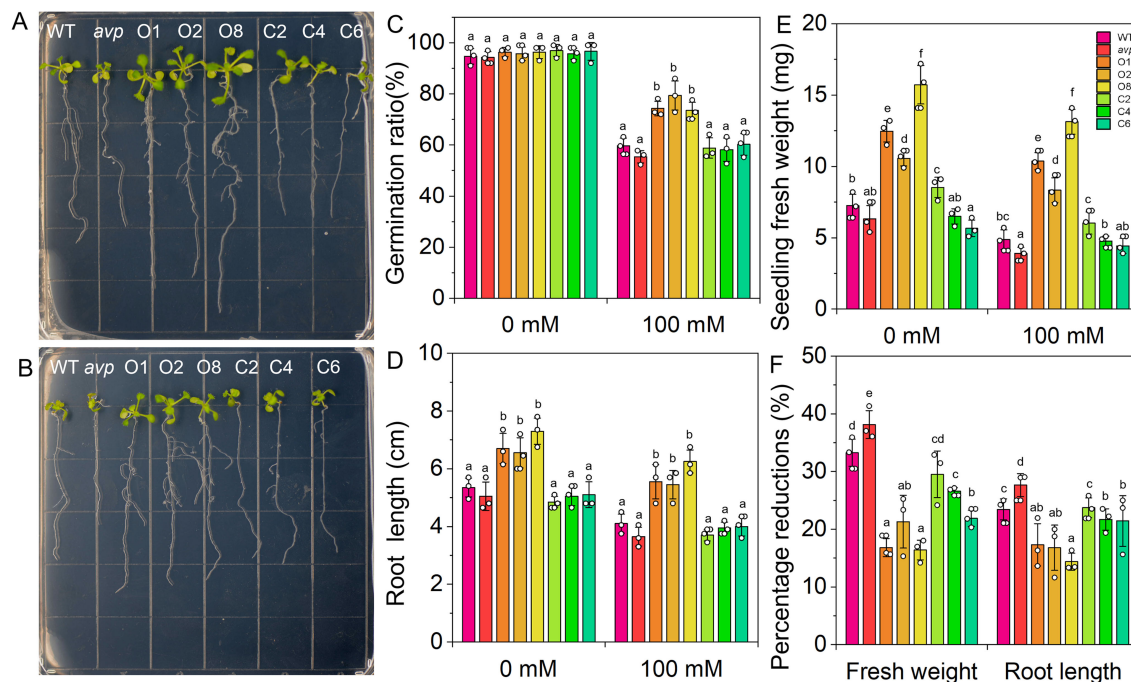 A
WT avp O1 O2 O8 C2 C4 C6
B
WT avp O1 O2 O8 C2 C4 C6
C
Germination ratio(%)
100
80
60
40
20
0
a a a a a a a a
a a b b b a a a
0 mM 100 mM
D
Root length (cm)
10
8
6
4
2
0
a a b b b a a a
a a b b b a a a
0 mM 100 mM
E
Seedling fresh weight (mg)
20
15
10
5
0
b ab e d f c ab a
bc a e d f c b ab
0 mM 100 mM
WT
avp
O1
O2
O8
C2
C4
C6
F
Percentage reductions (%)
50
40
30
20
10
0
d e a ab a cd c b
c d ab ab a c b b
Fresh weight Root length